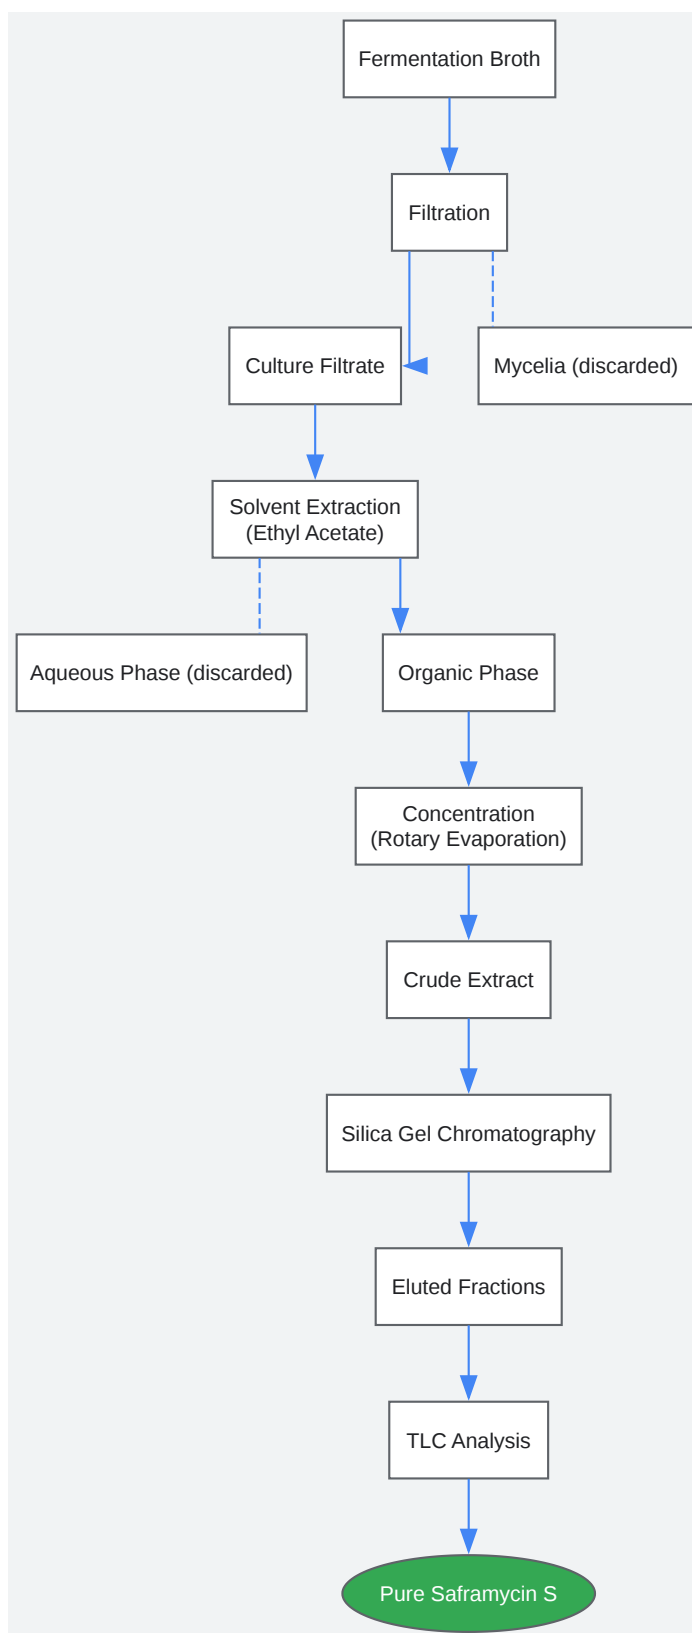 Fermentation Broth
Filtration
Culture Filtrate
Mycelia (discarded)
Solvent Extraction
(Ethyl Acetate)
Aqueous Phase (discarded)
Organic Phase
Concentration
(Rotary Evaporation)
Crude Extract
Silica Gel Chromatography
Eluted Fractions
TLC Analysis
Pure Saframycin S